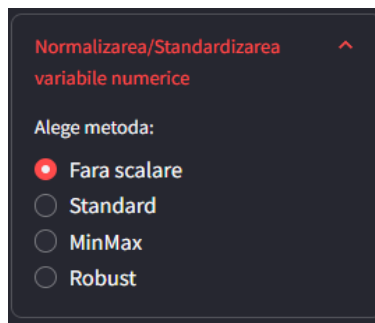 Normalizarea/Standardizarea
variabile numerice
Alege metoda:
Fara scalare
Standard
MinMax
Robust